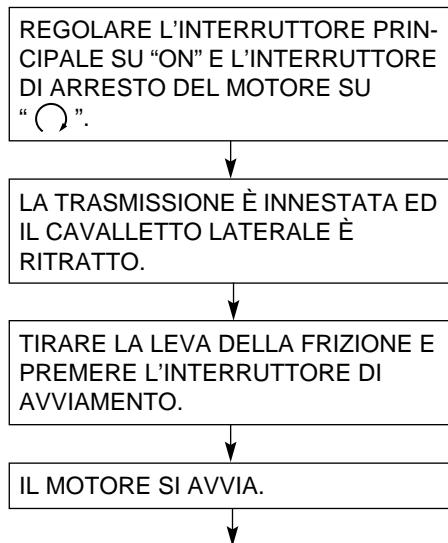 REGOLARE L’INTERRUTTORE PRIN-
CIPALE SU “ON” E L’INTERRUTTORE
DI ARRESTO DEL MOTORE SU
“ ”.
LA TRASMISSIONE È INNESTATA ED
IL CAVALLETTO LATERALE È
RITRATTO.
TIRARE LA LEVA DELLA FRIZIONE E
PREMERE L’INTERRUTTORE DI
AVVIAMENTO.
IL MOTORE SI AVVIA.